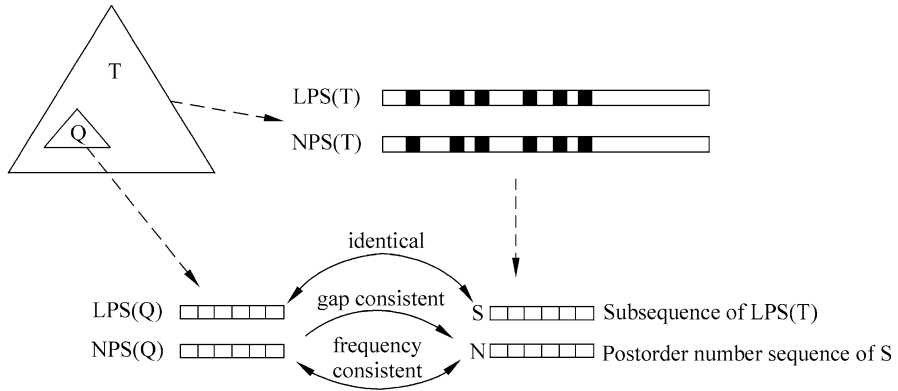 T
Q
LPS(T)
NPS(T)
identical
LPS(Q)
gap consistent
S
Subsequence of LPS(T)
NPS(Q)
frequency
consistent
N
Postorder number sequence of S